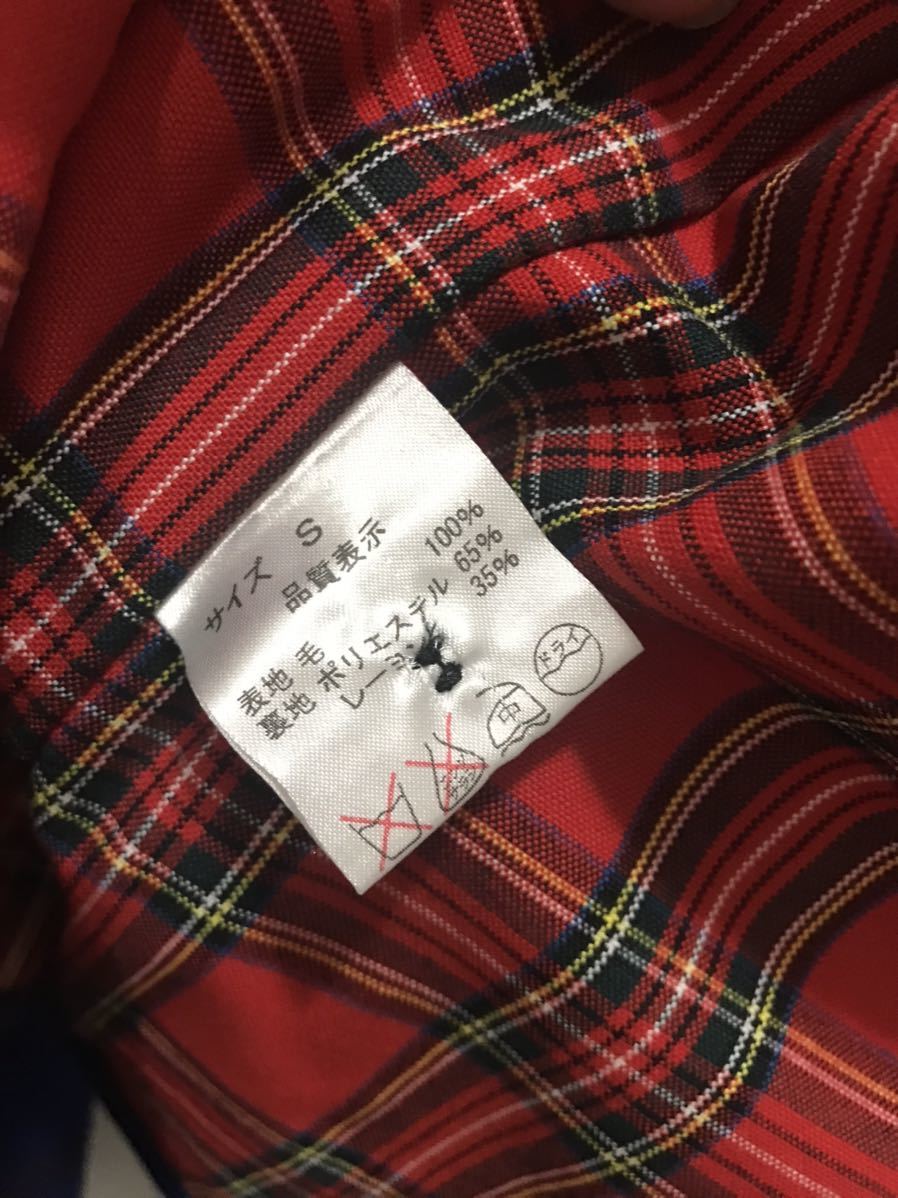 サイズ S
品質表示
表地 毛 100%
裏地 ポリエステル 65%
レーヨン 35%
中
ドライ